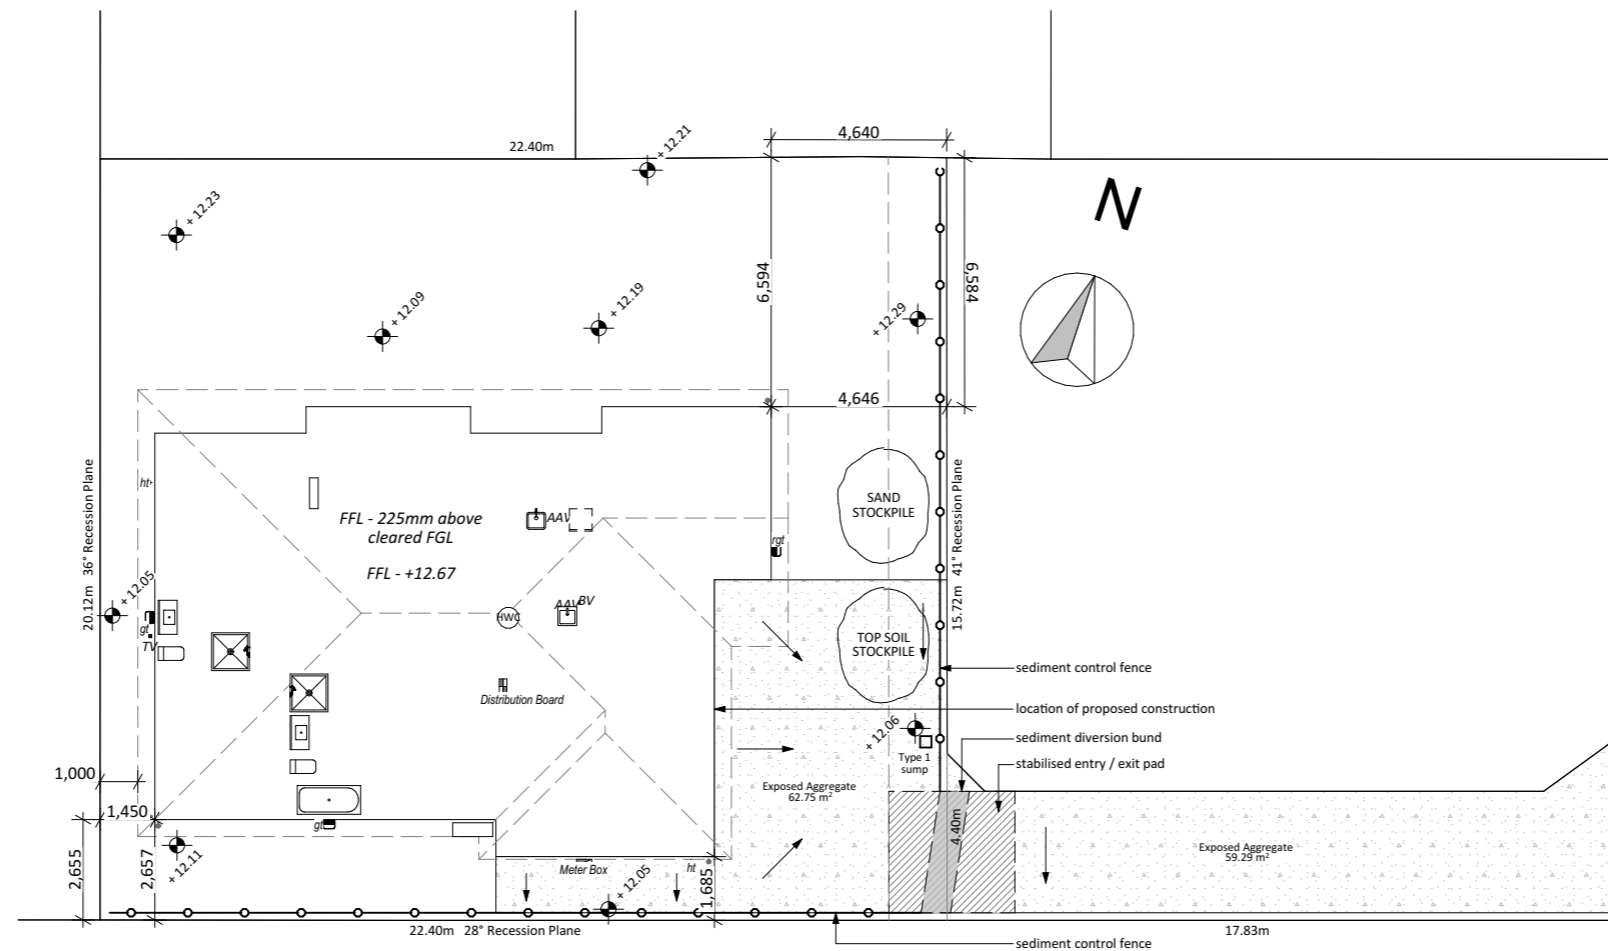 4,640
22.40m
+ 12.21
+ 12.23
N
6,594
6,584
+ 12.09
+ 12.19
+ 12.29
4,646
20.12m 36° Recession Plane
ht
FFL - 225mm above
cleared FGL
FFL - +12.67
AAV
SAND
STOCKPILE
15.72m 41° Recession Plane
rgt
+ 12.05
gt
TV
HWC
AAV
BV
TOP SOIL
STOCKPILE
sediment control fence
Distribution Board
location of proposed construction
+ 12.06
sediment diversion bund
Type 1
sump
stabilised entry / exit pad
1,000
Exposed Aggregate
62.75 m²
1,450
gt
4.40m
2,655
2,657
+ 12.11
Meter Box
ht
+ 12.05
1,685
Exposed Aggregate
59.29 m²
22.40m 28° Recession Plane
17.83m
sediment control fence